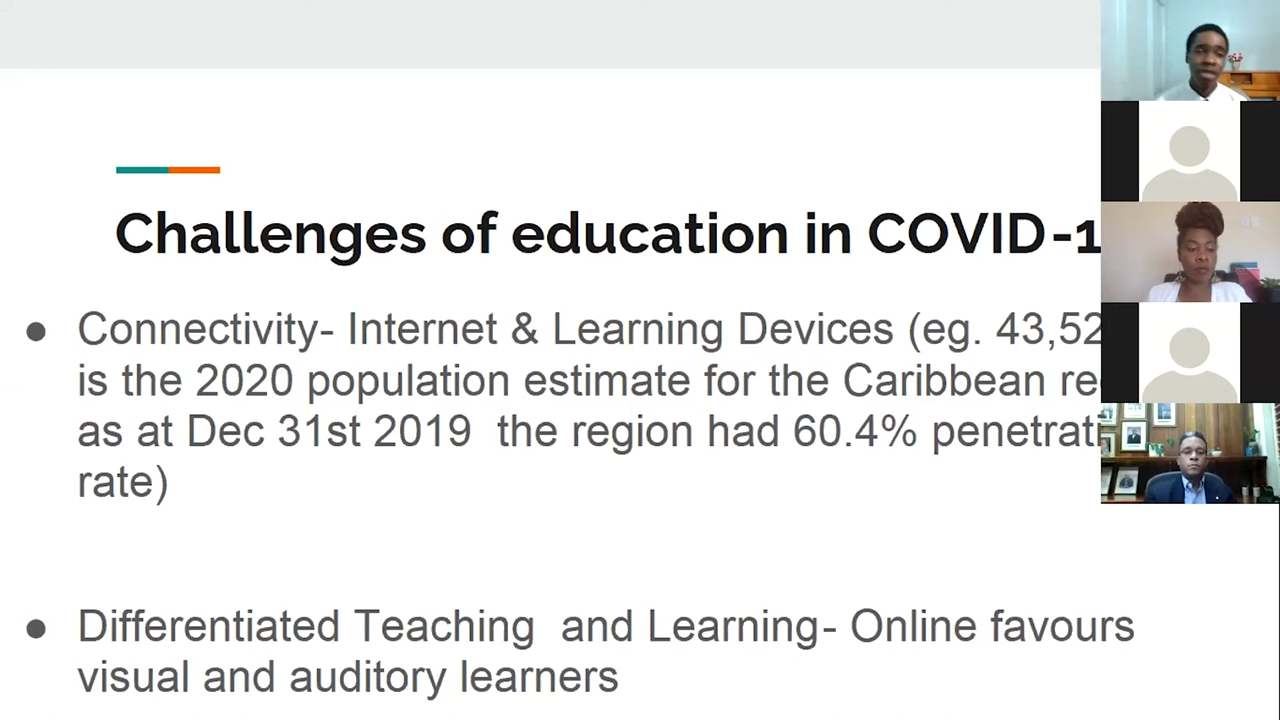 Challenges of education in COVID-1
● Connectivity- Internet & Learning Devices (eg. 43,52
is the 2020 population estimate for the Caribbean re
as at Dec 31st 2019 the region had 60.4% penetrat
rate)
● Differentiated Teaching and Learning- Online favours
visual and auditory learners